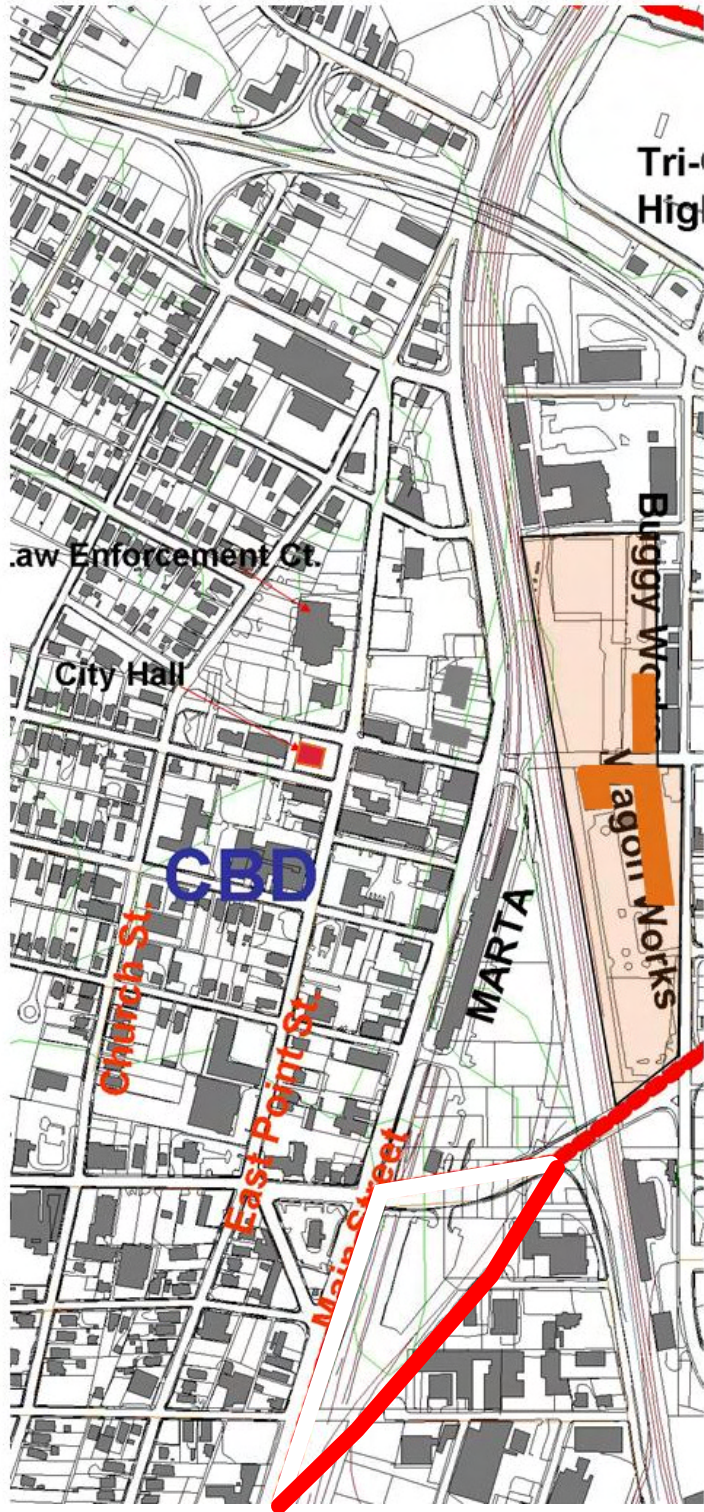 Tri-
High
Buggy Works
Law Enforcement Ct.
City Hall
Wagon Works
CBD
MARTA
Church St.
East Point St.
Main Street